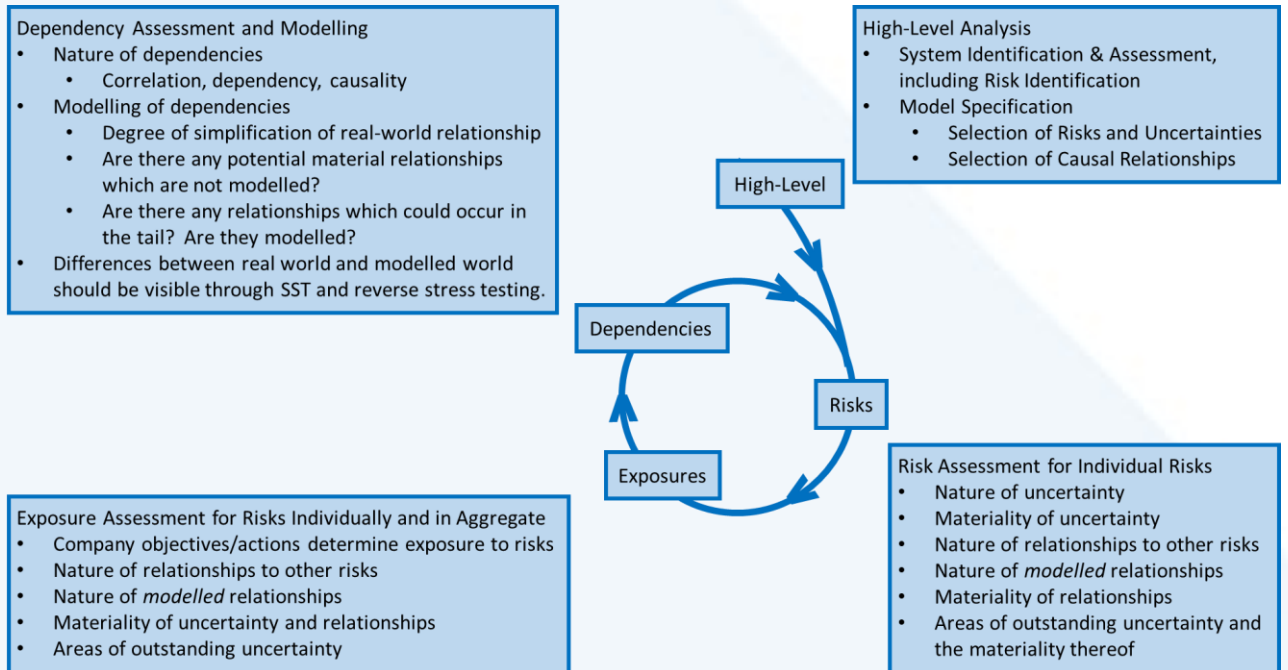 Dependency Assessment and Modelling
• Nature of dependencies
• Correlation, dependency, causality
• Modelling of dependencies
• Degree of simplification of real-world relationship
• Are there any potential material relationships
which are not modelled?
• Are there any relationships which could occur in
the tail? Are they modelled?
• Differences between real world and modelled world
should be visible through SST and reverse stress testing.
High-Level Analysis
• System Identification & Assessment,
including Risk Identification
• Model Specification
• Selection of Risks and Uncertainties
• Selection of Causal Relationships
High-Level
Dependencies
Risks
Exposures
Exposure Assessment for Risks Individually and in Aggregate
• Company objectives/actions determine exposure to risks
• Nature of relationships to other risks
• Nature of modelled relationships
• Materiality of uncertainty and relationships
• Areas of outstanding uncertainty
Risk Assessment for Individual Risks
• Nature of uncertainty
• Materiality of uncertainty
• Nature of relationships to other risks
• Nature of modelled relationships
• Materiality of relationships
• Areas of outstanding uncertainty and
the materiality thereof